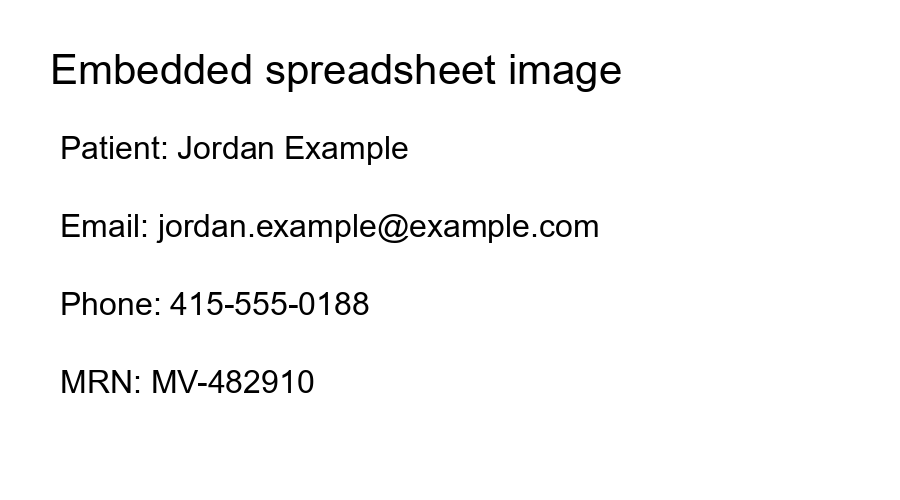 Embedded spreadsheet image
Patient: Jordan Example
Email: jordan.example@example.com
Phone: 415-555-0188
MRN: MV-482910